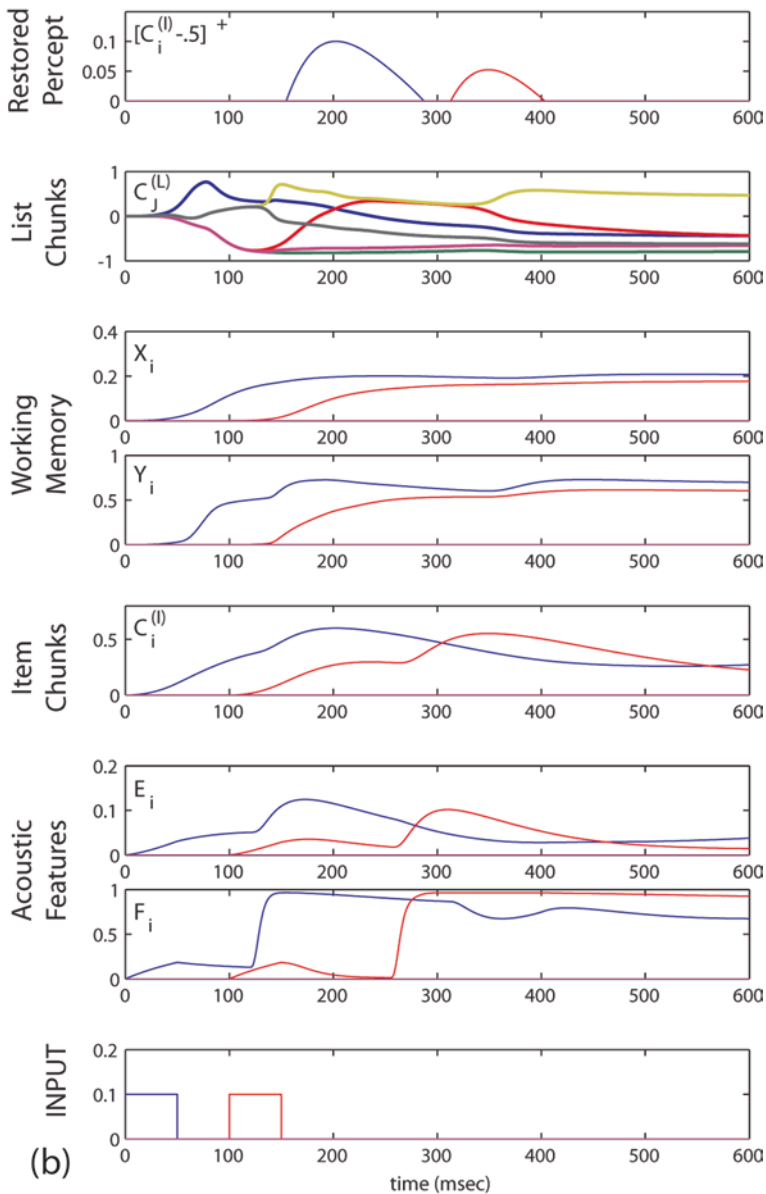 Restored Percept
[C_i^(I) -.5]^+
0.1
0.05
0
0 100 200 300 400 500 600
List Chunks
C_J^(L)
1
0
-1
0 100 200 300 400 500 600
Working Memory
X_i
0.4
0.2
0
0 100 200 300 400 500 600
Y_i
1
0.5
0
0 100 200 300 400 500 600
Item Chunks
C_i^(I)
0.5
0
0 100 200 300 400 500 600
Acoustic Features
E_i
0.2
0.1
0
0 100 200 300 400 500 600
F_i
1
0.5
0
0 100 200 300 400 500 600
INPUT
0.2
0.1
0
0 100 200 300 400 500 600
time (msec)
(b)